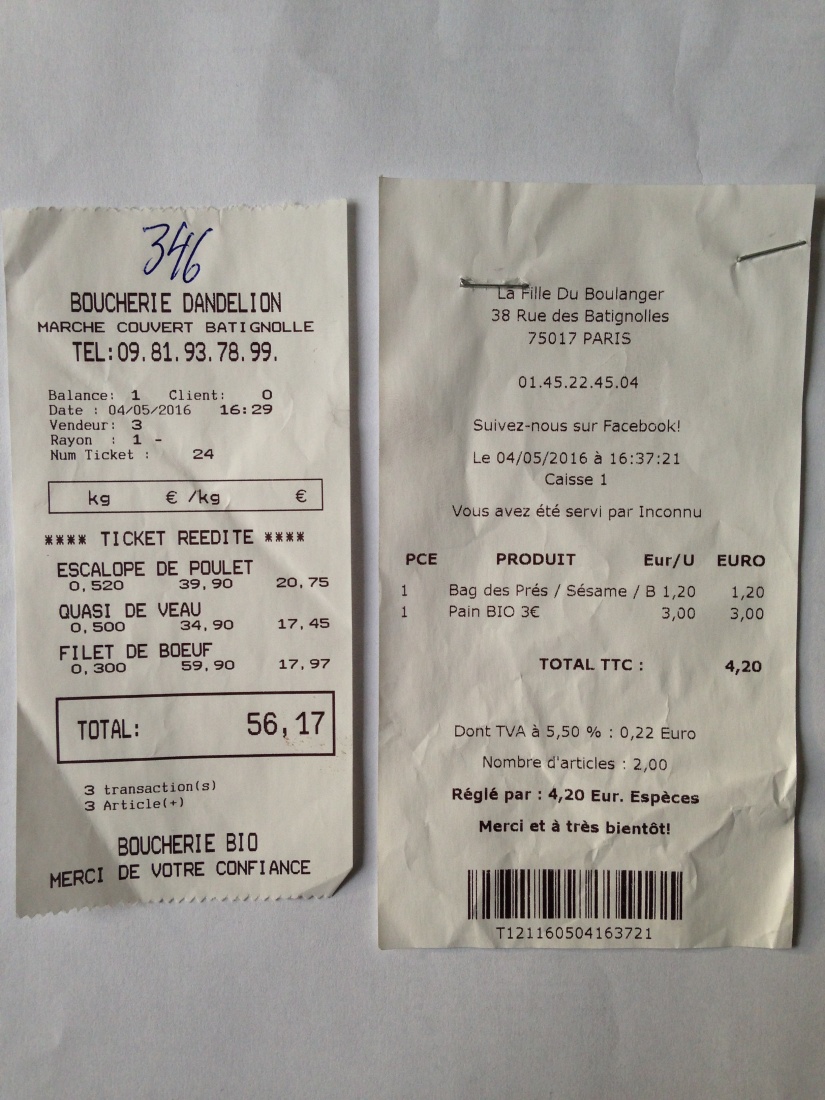 346
BOUCHERIE DANDELION
MARCHE COUVERT BATIGNOLLE
TEL:09.81.93.78.99.
Balance: 1 Client: 0
Date : 04/05/2016 16:29
Vendeur: 3
Rayon : 1 -
Num Ticket : 24
kg € /kg €
**** TICKET REEDITE ****
ESCALOPE DE POULET
0,520 39,90 20,75
QUASI DE VEAU
0,500 34,90 17,45
FILET DE BOEUF
0,300 59,90 17,97
TOTAL: 56,17
3 transaction(s)
3 Article(+)
BOUCHERIE BIO
MERCI DE VOTRE CONFIANCE
La Fille Du Boulanger
38 Rue des Batignolles
75017 PARIS
01.45.22.45.04
Suivez-nous sur Facebook!
Le 04/05/2016 à 16:37:21
Caisse 1
Vous avez été servi par Inconnu
PCE PRODUIT Eur/U EURO
1 Bag des Prés / Sésame / B 1,20 1,20
1 Pain BIO 3€ 3,00 3,00
TOTAL TTC : 4,20
Dont TVA à 5,50 % : 0,22 Euro
Nombre d'articles : 2,00
Réglé par : 4,20 Eur. Espèces
Merci et à très bientôt!
T121160504163721